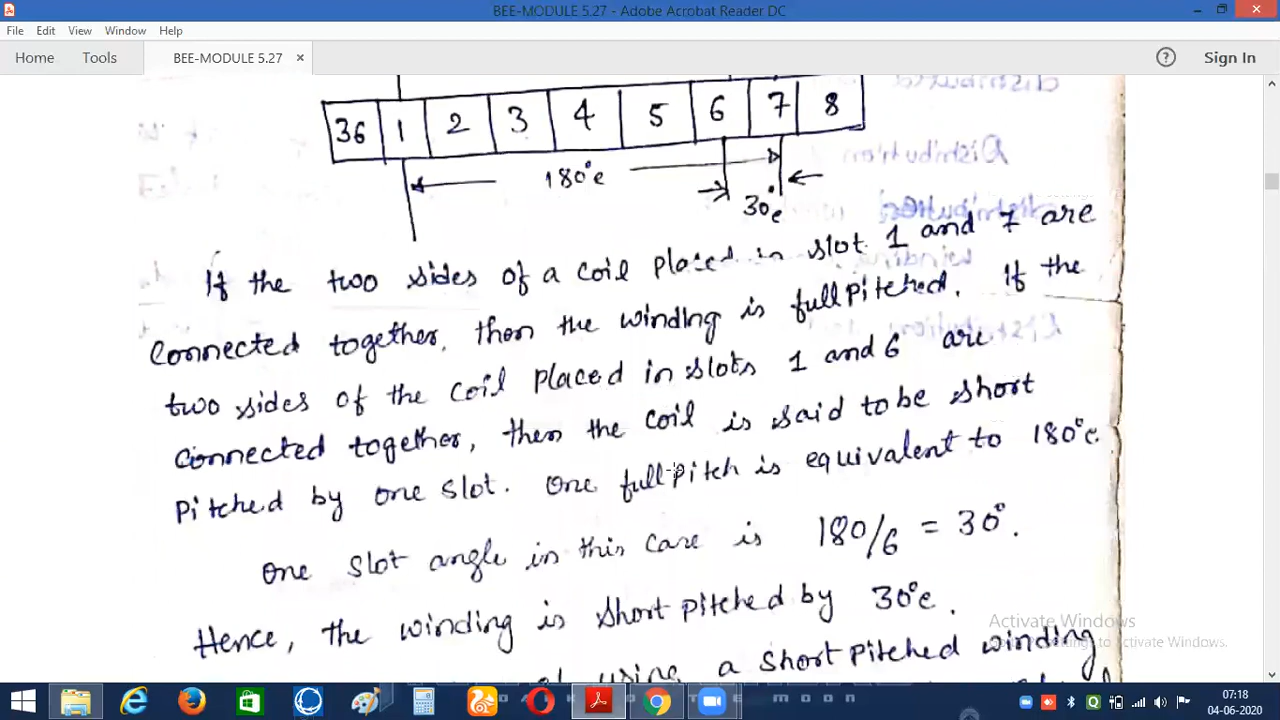 BEE-MODULE 5.27 - Adobe Acrobat Reader DC
File Edit View Window Help
Home Tools BEE-MODULE 5.27 × ? Sign In
36 1 2 3 4 5 6 7 8
180°e
30°e
If the two sides of a coil placed in slot 1 and 7 are
connected together, then the winding is full pitched. If the
two sides of the coil placed in slots 1 and 6 are
connected together, then the coil is said to be short
pitched by one slot. One full pitch is equivalent to 180°e.
One slot angle in this case is 180/6 = 30°.
Hence, the winding is short pitched by 30°e.
using a short pitched winding
Activate Windows
to Activate Windows.
07:18
04-06-2020